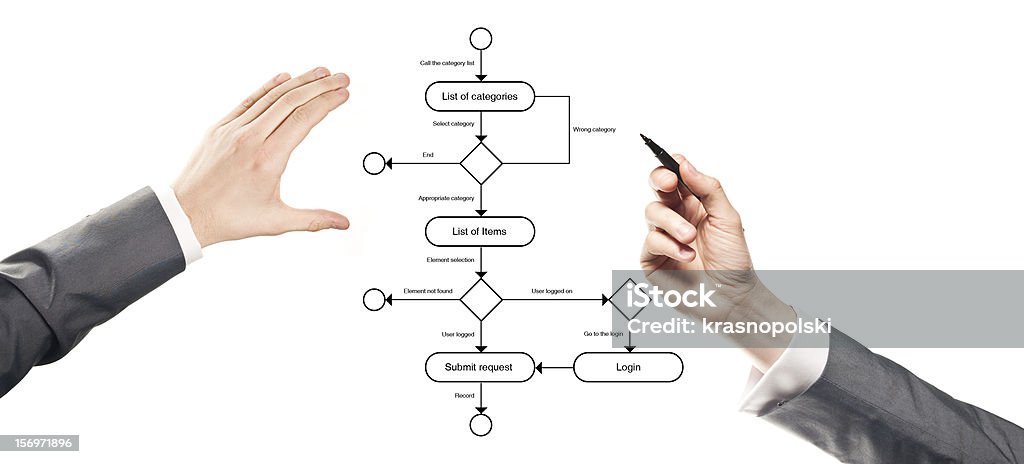 Call the category list
List of categories
Select category
Wrong category
End
Appropriate category
List of Items
Element selection
Element not found
User logged on
iStock™
Credit: krasnopolski
User logged
Go to the login
Submit request
Login
Record
156971896